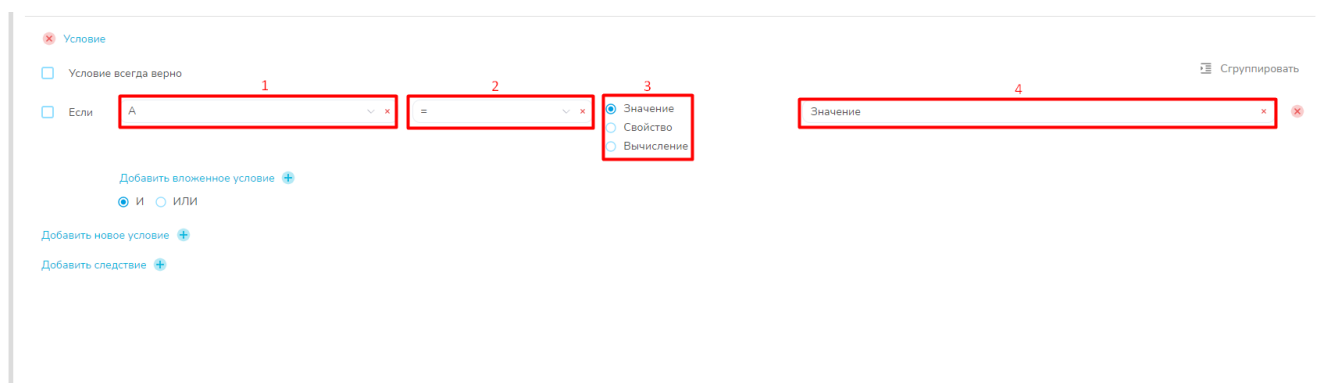 Условие
Условие всегда верно
Сгруппировать
1 2 3 4
Если А = Значение Значение
Свойство
Вычисление
Добавить вложенное условие
И ИЛИ
Добавить новое условие
Добавить следствие